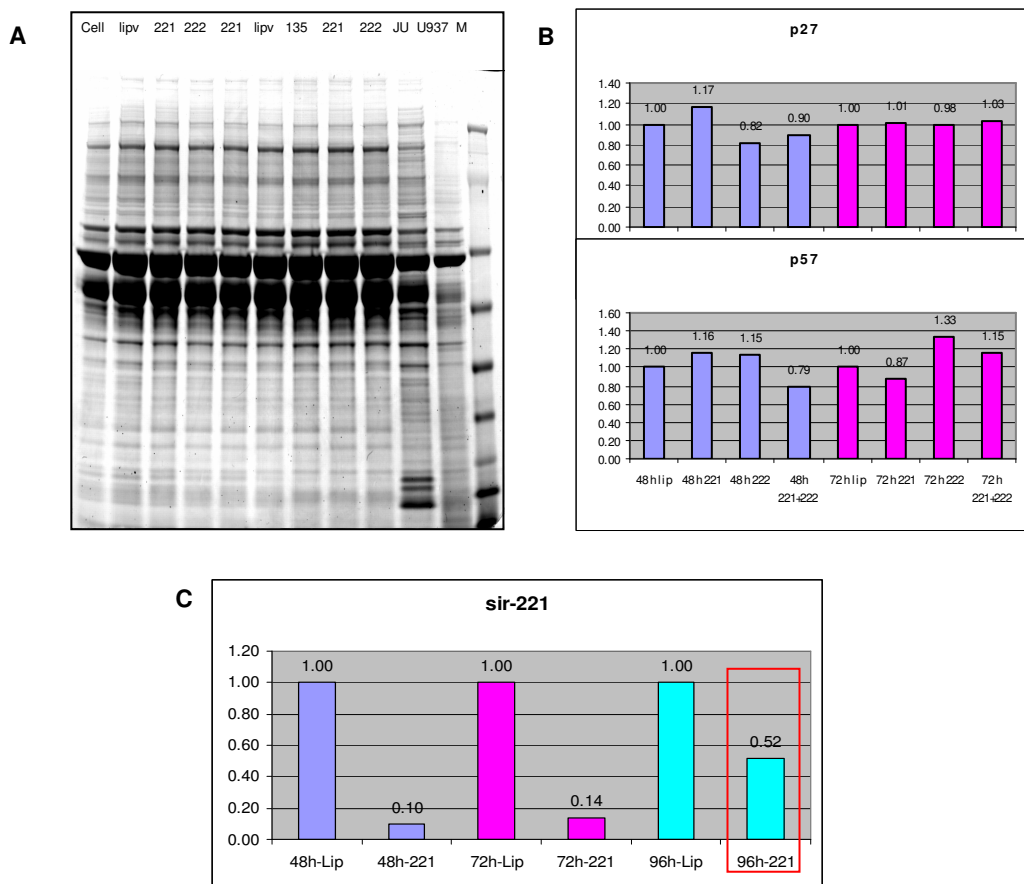 A
Cell lipv 221 222 221 lipv 135 221 222 JU U937 M
B
p27
1.40
1.20
1.00
0.80
0.60
0.40
0.20
0.00
1.00 1.17 0.82 0.90 1.00 1.01 0.98 1.03
p57
1.60
1.40
1.20
1.00
0.80
0.60
0.40
0.20
0.00
1.00 1.16 1.15 0.79 1.00 0.87 1.33 1.15
48h lip 48h 221 48h 222 48h 72h lip 72h 221 72h 222 72h
221+222 221+222
C
sir-221
1.20
1.00
0.80
0.60
0.40
0.20
0.00
1.00 0.10 1.00 0.14 1.00 0.52
48h-Lip 48h-221 72h-Lip 72h-221 96h-Lip 96h-221